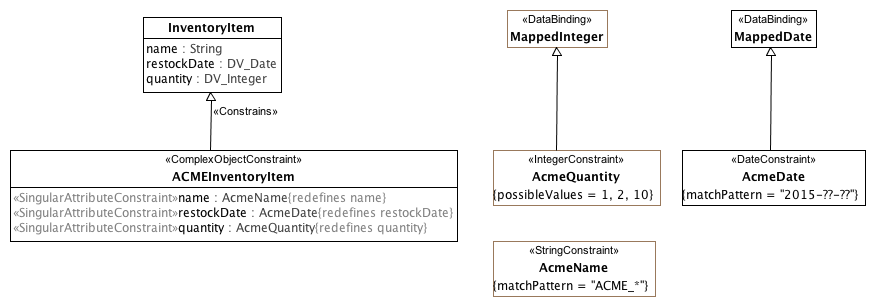 InventoryItem
name : String
restockDate : DV_Date
quantity : DV_Integer
«Constrains»
«ComplexObjectConstraint»
ACMEInventoryItem
«SingularAttributeConstraint»name : AcmeName{redefines name}
«SingularAttributeConstraint»restockDate : AcmeDate{redefines restockDate}
«SingularAttributeConstraint»quantity : AcmeQuantity{redefines quantity}
«DataBinding»
MappedInteger
«IntegerConstraint»
AcmeQuantity
{possibleValues = 1, 2, 10}
«StringConstraint»
AcmeName
{matchPattern = "ACME_*"}
«DataBinding»
MappedDate
«DateConstraint»
AcmeDate
{matchPattern = "2015-??-??"}